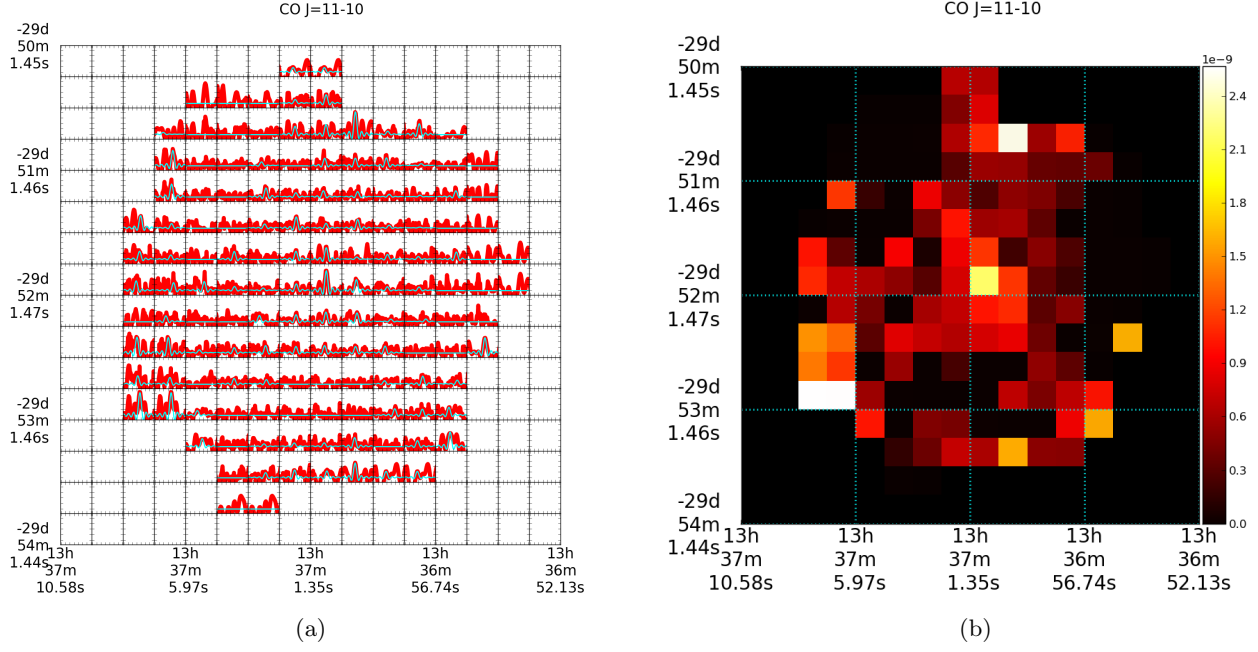 CO J=11-10
-29d
50m
1.45s
-29d
51m
1.46s
-29d
52m
1.47s
-29d
53m
1.46s
-29d
54m
1.44s
13h 13h 13h 13h 13h
37m 37m 37m 36m 36m
10.58s 5.97s 1.35s 56.74s 52.13s
(a)
CO J=11-10
-29d
50m
1.45s
-29d
51m
1.46s
-29d
52m
1.47s
-29d
53m
1.46s
-29d
54m
1.44s
13h 13h 13h 13h 13h
37m 37m 37m 36m 36m
10.58s 5.97s 1.35s 56.74s 52.13s
1e−9
2.4
2.1
1.8
1.5
1.2
0.9
0.6
0.3
0.0
(b)